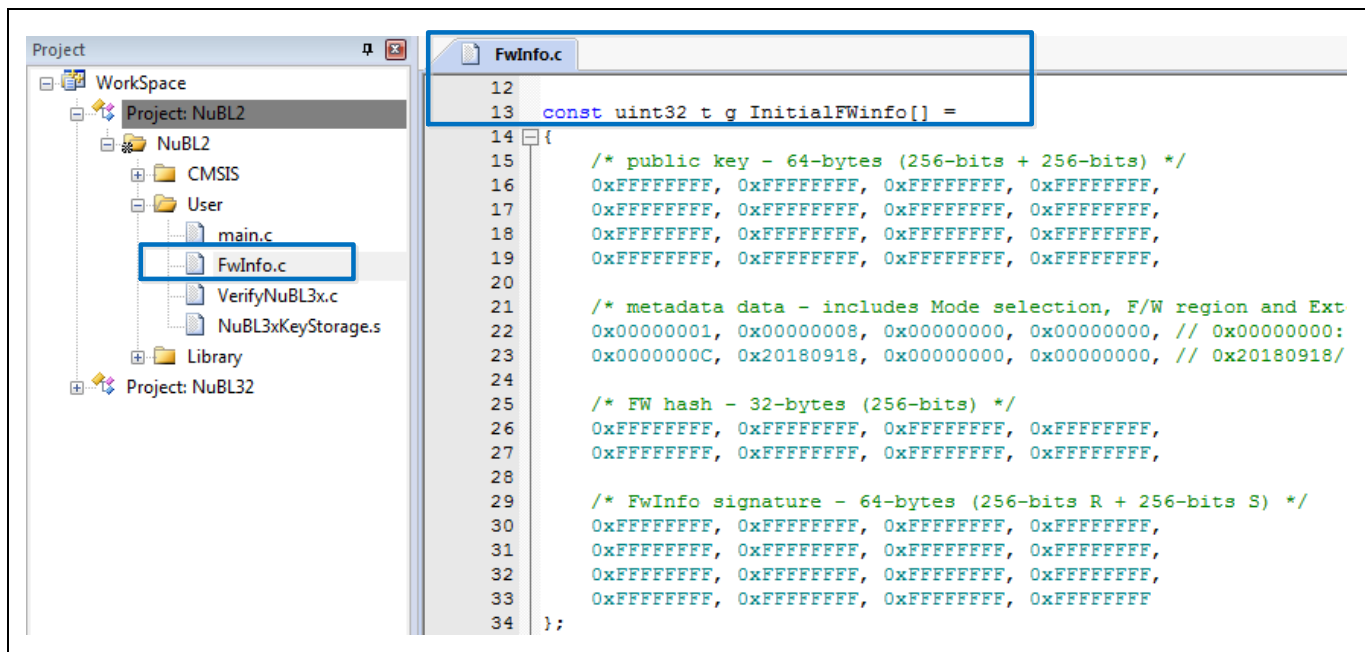 Project
WorkSpace
Project: NuBL2
NuBL2
CMSIS
User
main.c
FwInfo.c
VerifyNuBL3x.c
NuBL3xKeyStorage.s
Library
Project: NuBL32
FwInfo.c
12
13 const uint32_t g_InitialFWinfo[] =
14 {
15 /* public key - 64-bytes (256-bits + 256-bits) */
16 0xFFFFFFFF, 0xFFFFFFFF, 0xFFFFFFFF, 0xFFFFFFFF,
17 0xFFFFFFFF, 0xFFFFFFFF, 0xFFFFFFFF, 0xFFFFFFFF,
18 0xFFFFFFFF, 0xFFFFFFFF, 0xFFFFFFFF, 0xFFFFFFFF,
19 0xFFFFFFFF, 0xFFFFFFFF, 0xFFFFFFFF, 0xFFFFFFFF,
20
21 /* metadata data - includes Mode selection, F/W region and Ext
22 0x00000001, 0x00000008, 0x00000000, 0x00000000, // 0x00000000:
23 0x0000000C, 0x20180918, 0x00000000, 0x00000000, // 0x20180918/
24
25 /* FW hash - 32-bytes (256-bits) */
26 0xFFFFFFFF, 0xFFFFFFFF, 0xFFFFFFFF, 0xFFFFFFFF,
27 0xFFFFFFFF, 0xFFFFFFFF, 0xFFFFFFFF, 0xFFFFFFFF,
28
29 /* FwInfo signature - 64-bytes (256-bits R + 256-bits S) */
30 0xFFFFFFFF, 0xFFFFFFFF, 0xFFFFFFFF, 0xFFFFFFFF,
31 0xFFFFFFFF, 0xFFFFFFFF, 0xFFFFFFFF, 0xFFFFFFFF,
32 0xFFFFFFFF, 0xFFFFFFFF, 0xFFFFFFFF, 0xFFFFFFFF,
33 0xFFFFFFFF, 0xFFFFFFFF, 0xFFFFFFFF, 0xFFFFFFFF
34 };